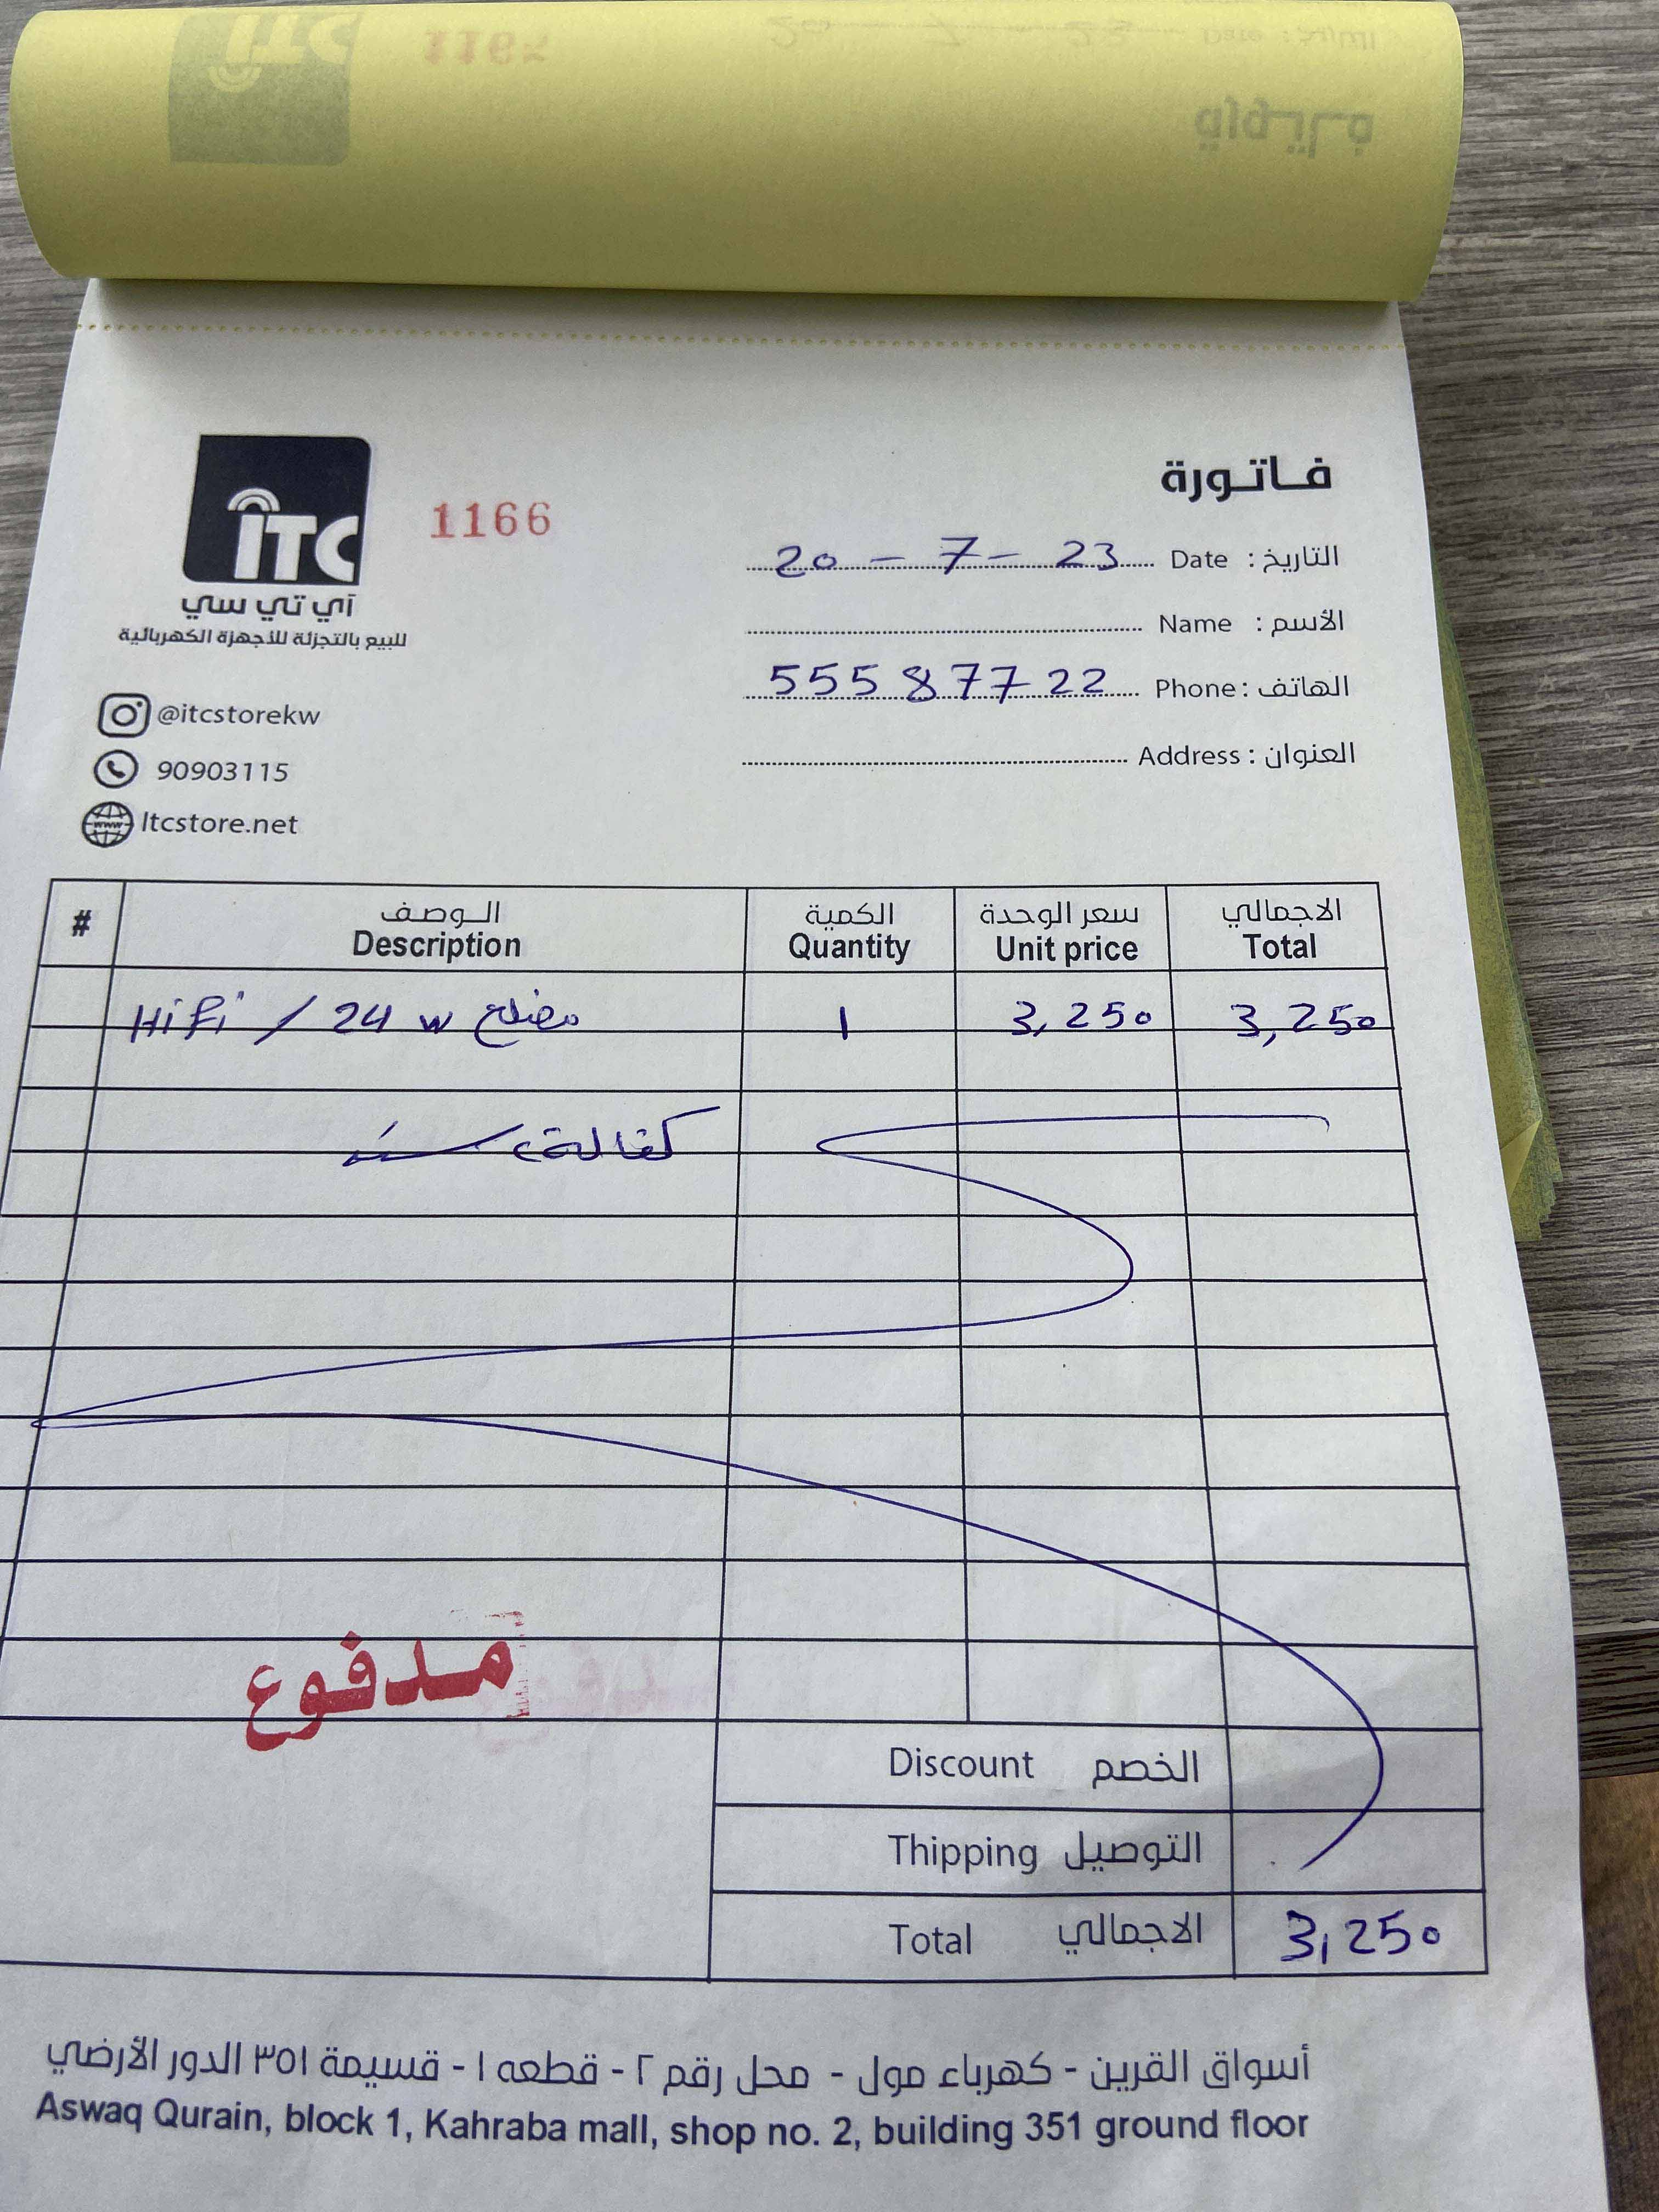 ITC
آي تي سي
للبيع بالتجزئة للأجهزة الكهربائية
1166
@itcstorekw
90903115
Itcstore.net
فاتورة
التاريخ : Date 20 - 7 - 23
الأسم : Name
الهاتف : Phone 55587722
العنوان : Address
# الوصف الكمية سعر الوحدة الاجمالي
Description Quantity Unit price Total
HiFi / 24 w مضلع 1 3,250 3,250
كفالة سنة
مدفوع
Discount الخصم
Thipping التوصيل
Total الاجمالي 3,250
أسواق القرين - كهرباء مول - محل رقم ٢ - قطعه ١ - قسيمة ٣٥١ الدور الأرضي
Aswaq Qurain, block 1, Kahraba mall, shop no. 2, building 351 ground floor